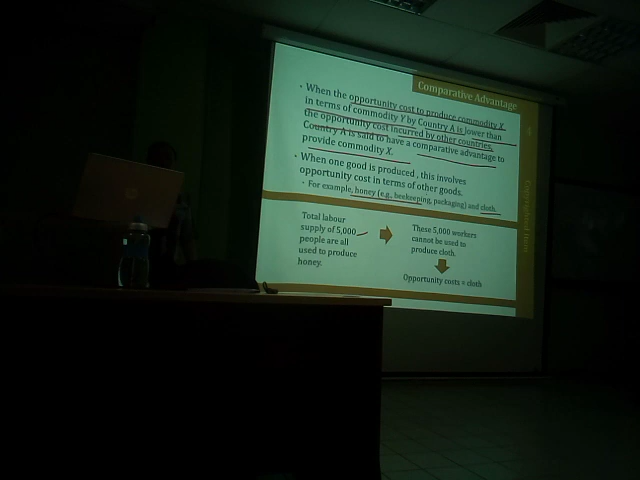 Comparative Advantage
• When the opportunity cost to produce commodity X
in terms of commodity Y by Country A is lower than
the opportunity cost incurred by other countries,
Country A is said to have a comparative advantage to
provide commodity X.
• When one good is produced , this involves
opportunity cost in terms of other goods.
• For example, honey (e.g., beekeeping, packaging) and cloth.
Total labour
supply of 5,000
people are all
used to produce
honey.
These 5,000 workers
cannot be used to
produce cloth.
Opportunity costs = cloth